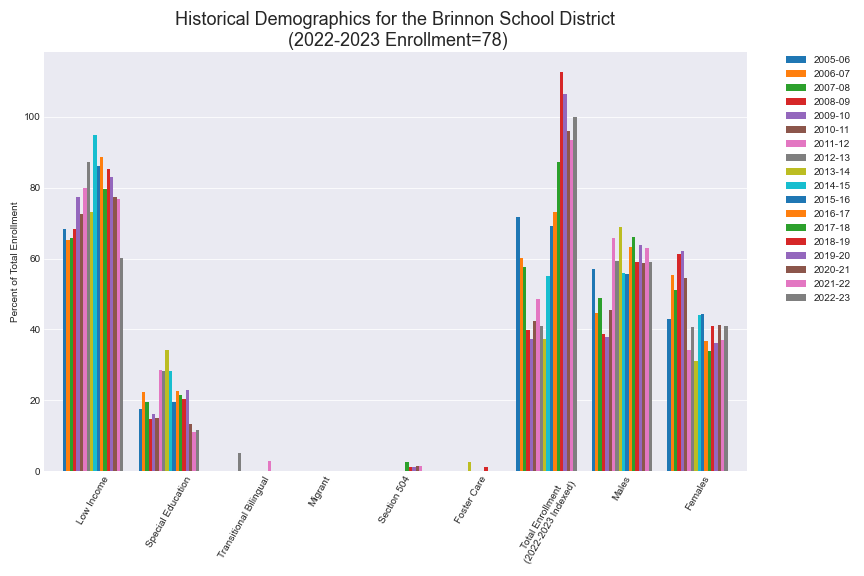 Historical Demographics for the Brinnon School District
(2022-2023 Enrollment=78)
Percent of Total Enrollment
100
80
60
40
20
0
Low Income
Special Education
Transitional Bilingual
Migrant
Section 504
Foster Care
Total Enrollment
(2022-2023 Indexed)
Males
Females
2005-06
2006-07
2007-08
2008-09
2009-10
2010-11
2011-12
2012-13
2013-14
2014-15
2015-16
2016-17
2017-18
2018-19
2019-20
2020-21
2021-22
2022-23